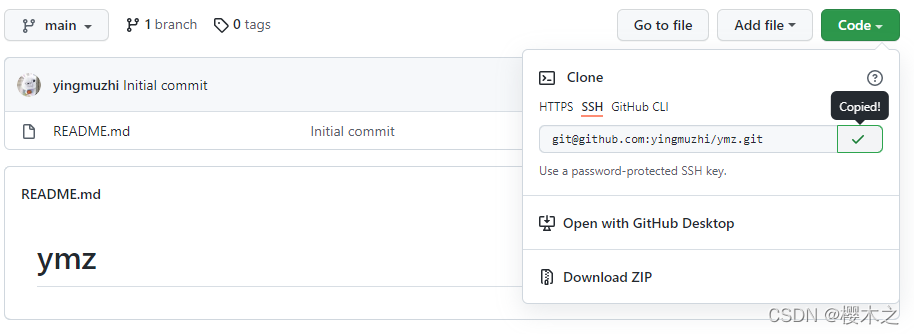 main 1 branch 0 tags Go to file Add file Code
yingmuzhi Initial commit
README.md Initial commit
README.md
ymz
Clone
HTTPS SSH GitHub CLI Copied!
git@github.com:yingmuzhi/ymz.git
Use a password-protected SSH key.
Open with GitHub Desktop
Download ZIP
CSDN @樱木之